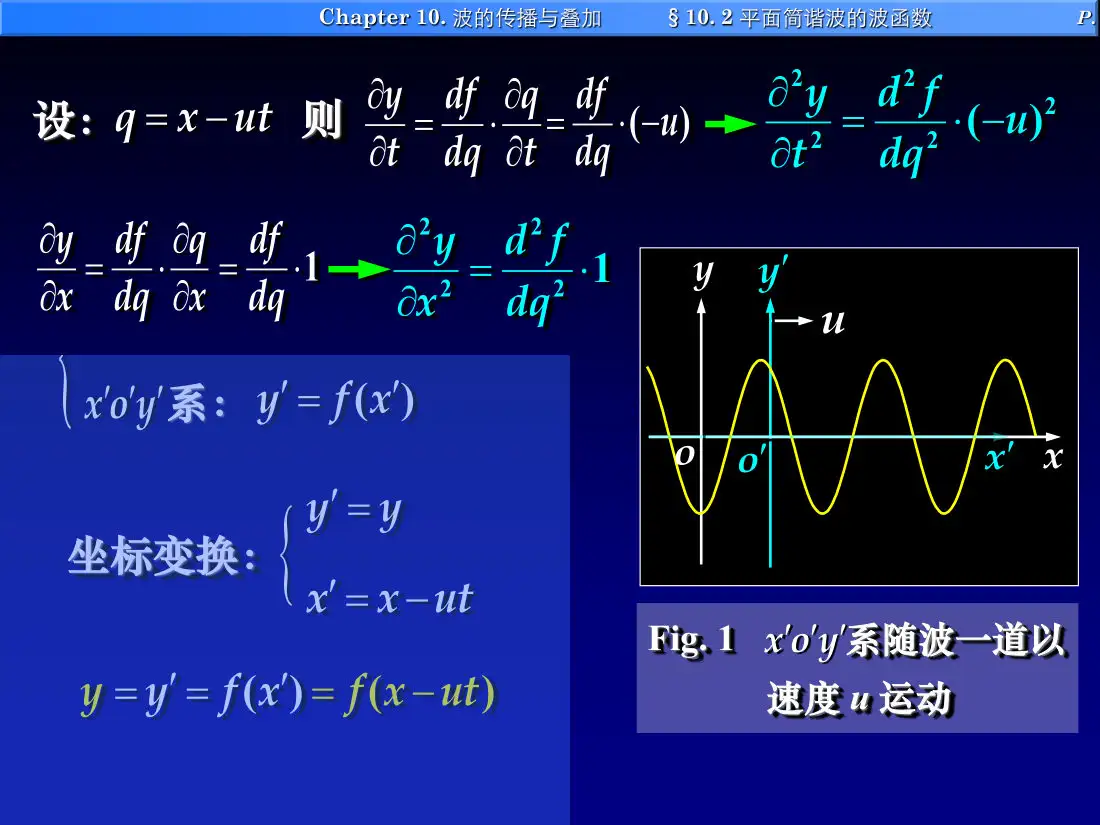 Chapter 10. 波的传播与叠加 § 10. 2 平面简谐波的波函数 P.
设: q = x − ut 则 ∂y/∂t = df/dq · ∂q/∂t = df/dq · (−u) ∂²y/∂t² = d²f/dq² · (−u)²
∂y/∂x = df/dq · ∂q/∂x = df/dq · 1 ∂²y/∂x² = d²f/dq² · 1
x′o′y′系: y′ = f(x′)
坐标变换: { y′ = y
x′ = x − ut
y = y′ = f(x′) = f(x − ut)
y y′
u
o o′ x′ x
Fig. 1 x′o′y′系随波一道以
速度 u 运动